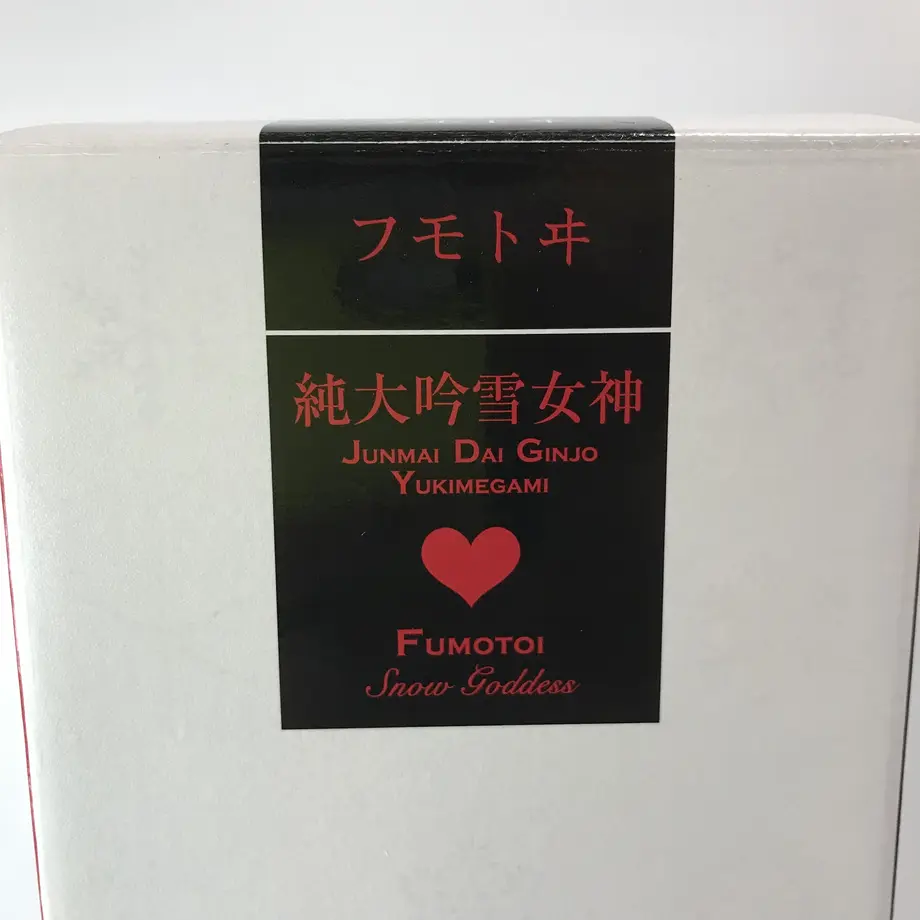 フモトヰ
純大吟雪女神
JUNMAI DAI GINJO
YUKIMEGAMI
FUMOTOI
Snow Goddess